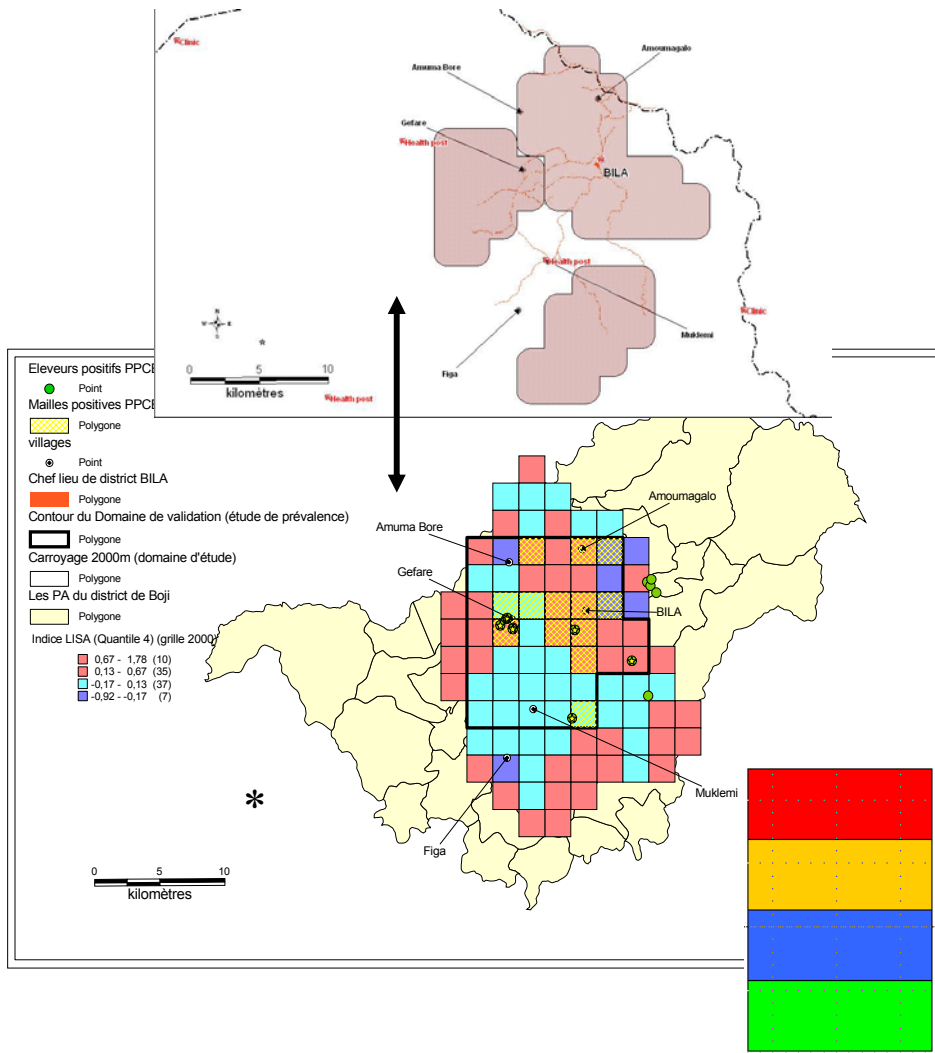 Clinic
Amoumagalo
Amuma Bore
Gefare
Health post
BILA
Health post
Clinic
Muklemi
Figa
N
W
E
S
0 5 10
kilomètres
Health post
Eleveurs positifs PPCB
Point
Mailles positives PPCB
Polygone
villages
Point
Chef lieu de district BILA
Polygone
Contour du Domaine de validation (étude de prévalence)
Polygone
Carroyage 2000m (domaine d'étude)
Polygone
Les PA du district de Boji
Polygone
Indice LISA (Quantile 4) (grille 2000)
0,67 - 1,78 (10)
0,13 - 0,67 (35)
-0,17 - 0,13 (37)
-0,92 - -0,17 (7)
Amoumagalo
Amuma Bore
Gefare
BILA
Muklemi
Figa
0 5 10
kilomètres